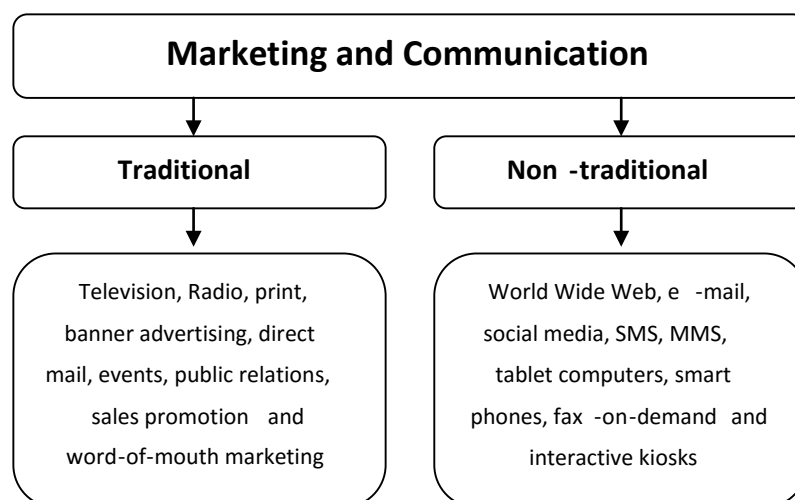 Marketing and Communication
Traditional
Non -traditional
Television, Radio, print,
banner advertising, direct
mail, events, public relations,
sales promotion and
word-of-mouth marketing
World Wide Web, e -mail,
social media, SMS, MMS,
tablet computers, smart
phones, fax -on-demand and
interactive kiosks